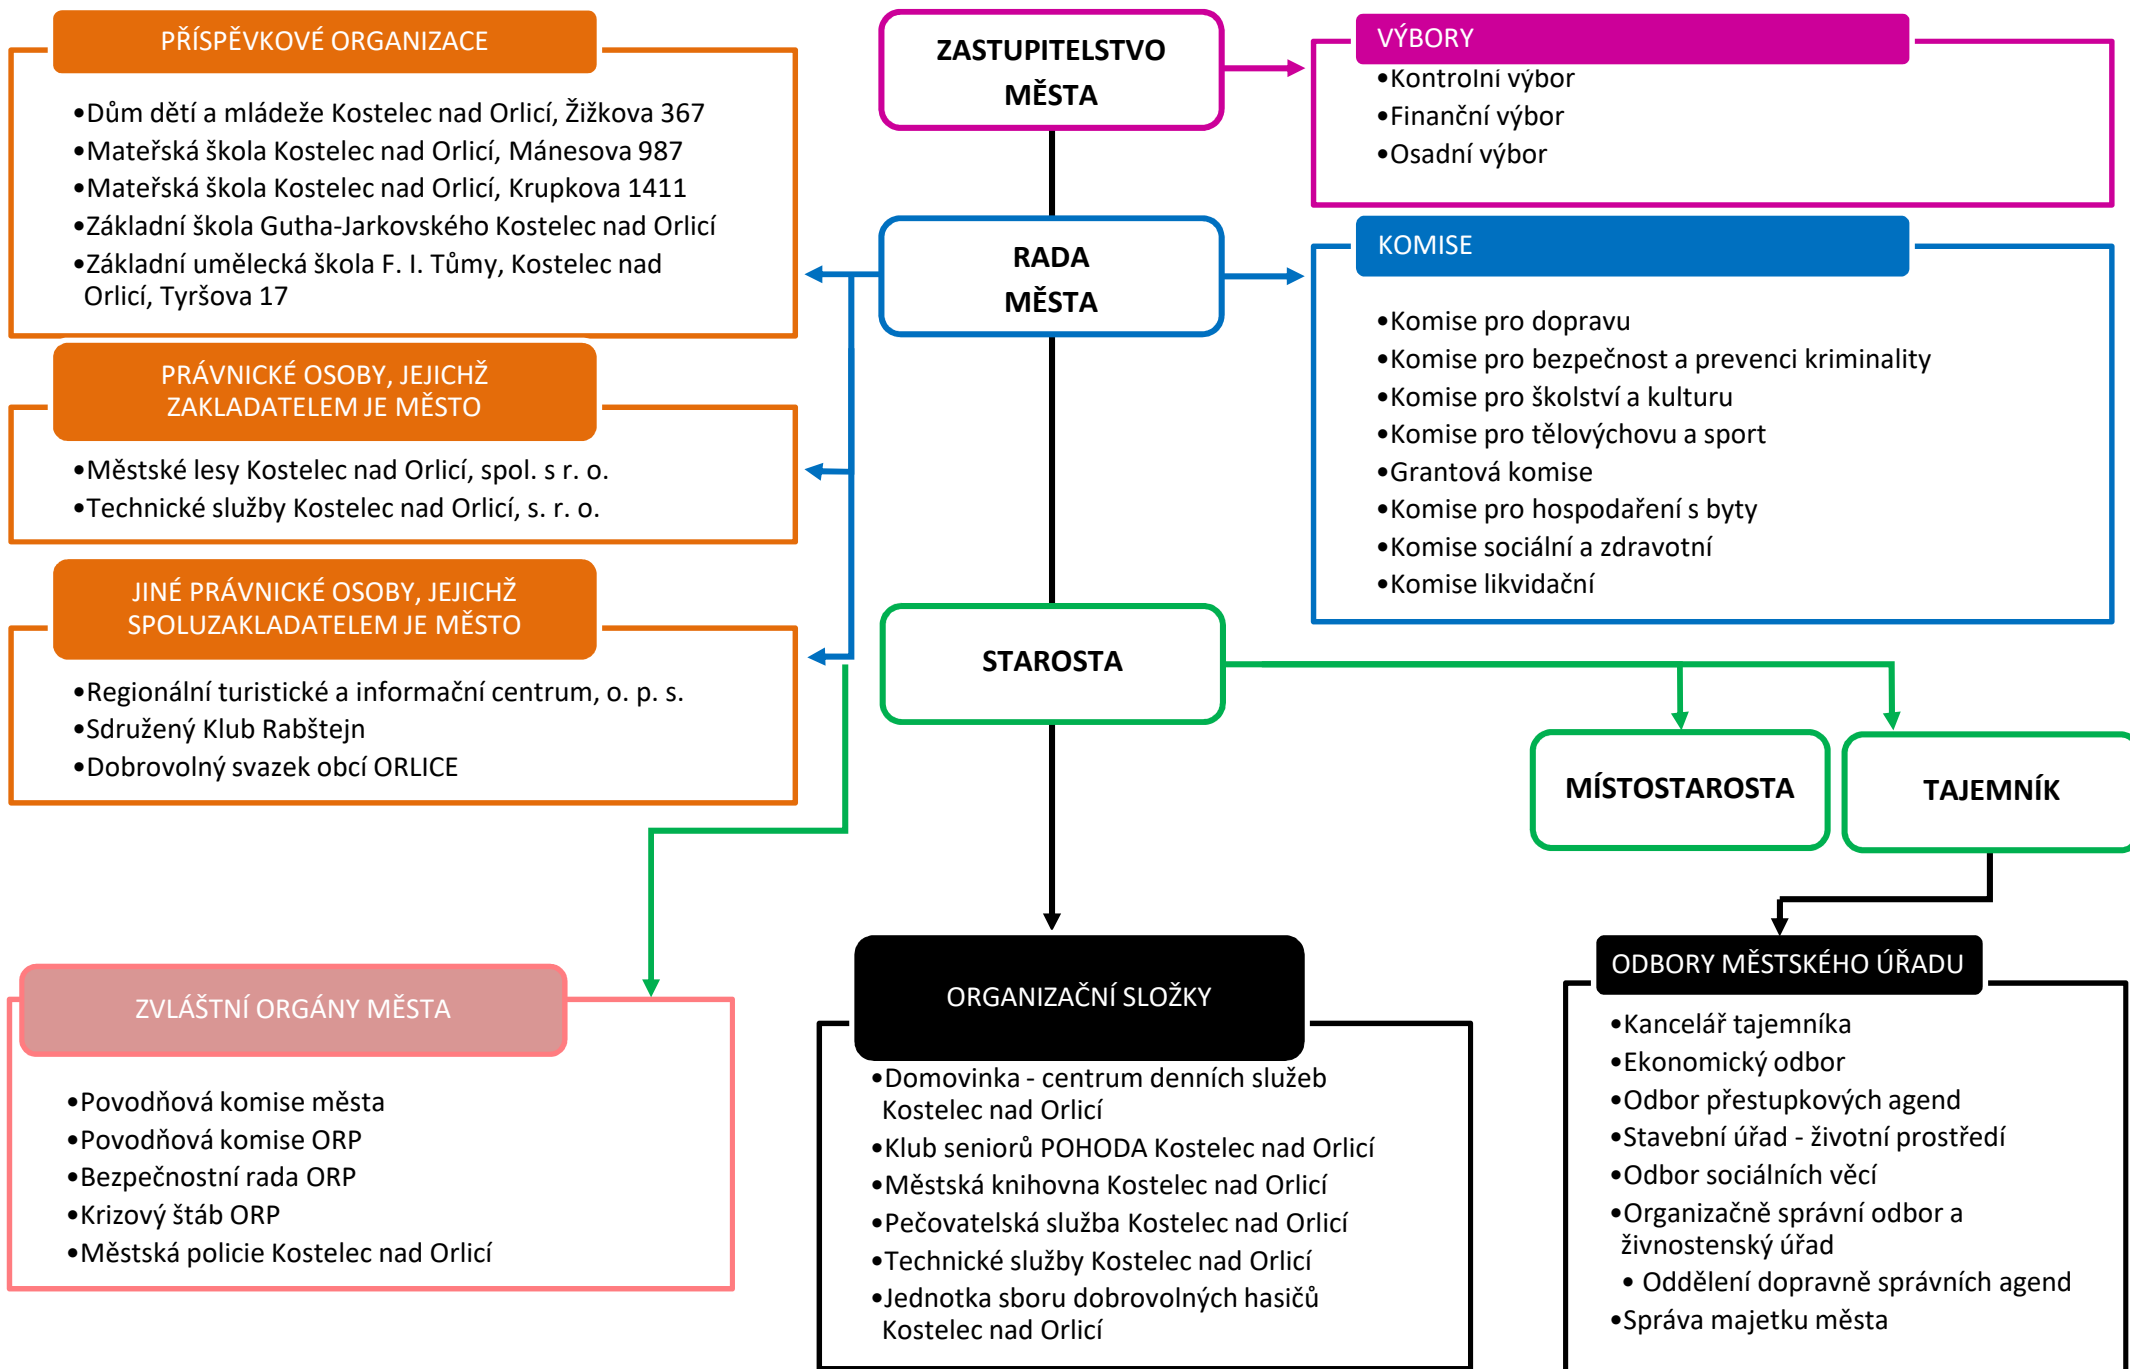 PŘÍSPĚVKOVÉ ORGANIZACE
•Dům dětí a mládeže Kostelec nad Orlicí, Žižkova 367
•Mateřská škola Kostelec nad Orlicí, Mánesova 987
•Mateřská škola Kostelec nad Orlicí, Krupkova 1411
•Základní škola Gutha-Jarkovského Kostelec nad Orlicí
•Základní umělecká škola F. I. Tůmy, Kostelec nad
Orlicí, Tyršova 17
PRÁVNICKÉ OSOBY, JEJICHŽ
ZAKLADATELEM JE MĚSTO
•Městské lesy Kostelec nad Orlicí, spol. s r. o.
•Technické služby Kostelec nad Orlicí, s. r. o.
JINÉ PRÁVNICKÉ OSOBY, JEJICHŽ
SPOLUZAKLADATELEM JE MĚSTO
•Regionální turistické a informační centrum, o. p. s.
•Sdružený Klub Rabštejn
•Dobrovolný svazek obcí ORLICE
ZASTUPITELSTVO
MĚSTA
RADA
MĚSTA
STAROSTA
VÝBORY
•Kontrolní výbor
•Finanční výbor
•Osadní výbor
KOMISE
•Komise pro dopravu
•Komise pro bezpečnost a prevenci kriminality
•Komise pro školství a kulturu
•Komise pro tělovýchovu a sport
•Grantová komise
•Komise pro hospodaření s byty
•Komise sociální a zdravotní
•Komise likvidační
MÍSTOSTAROSTA
TAJEMNÍK
ZVLÁŠTNÍ ORGÁNY MĚSTA
•Povodňová komise města
•Povodňová komise ORP
•Bezpečnostní rada ORP
•Krizový štáb ORP
•Městská policie Kostelec nad Orlicí
ORGANIZAČNÍ SLOŽKY
•Domovinka - centrum denních služeb
Kostelec nad Orlicí
•Klub seniorů POHODA Kostelec nad Orlicí
•Městská knihovna Kostelec nad Orlicí
•Pečovatelská služba Kostelec nad Orlicí
•Technické služby Kostelec nad Orlicí
•Jednotka sboru dobrovolných hasičů
Kostelec nad Orlicí
ODBORY MĚSTSKÉHO ÚŘADU
•Kancelář tajemníka
•Ekonomický odbor
•Odbor přestupkových agend
•Stavební úřad - životní prostředí
•Odbor sociálních věcí
•Organizačně správní odbor a
živnostenský úřad
• Oddělení dopravně správních agend
•Správa majetku města